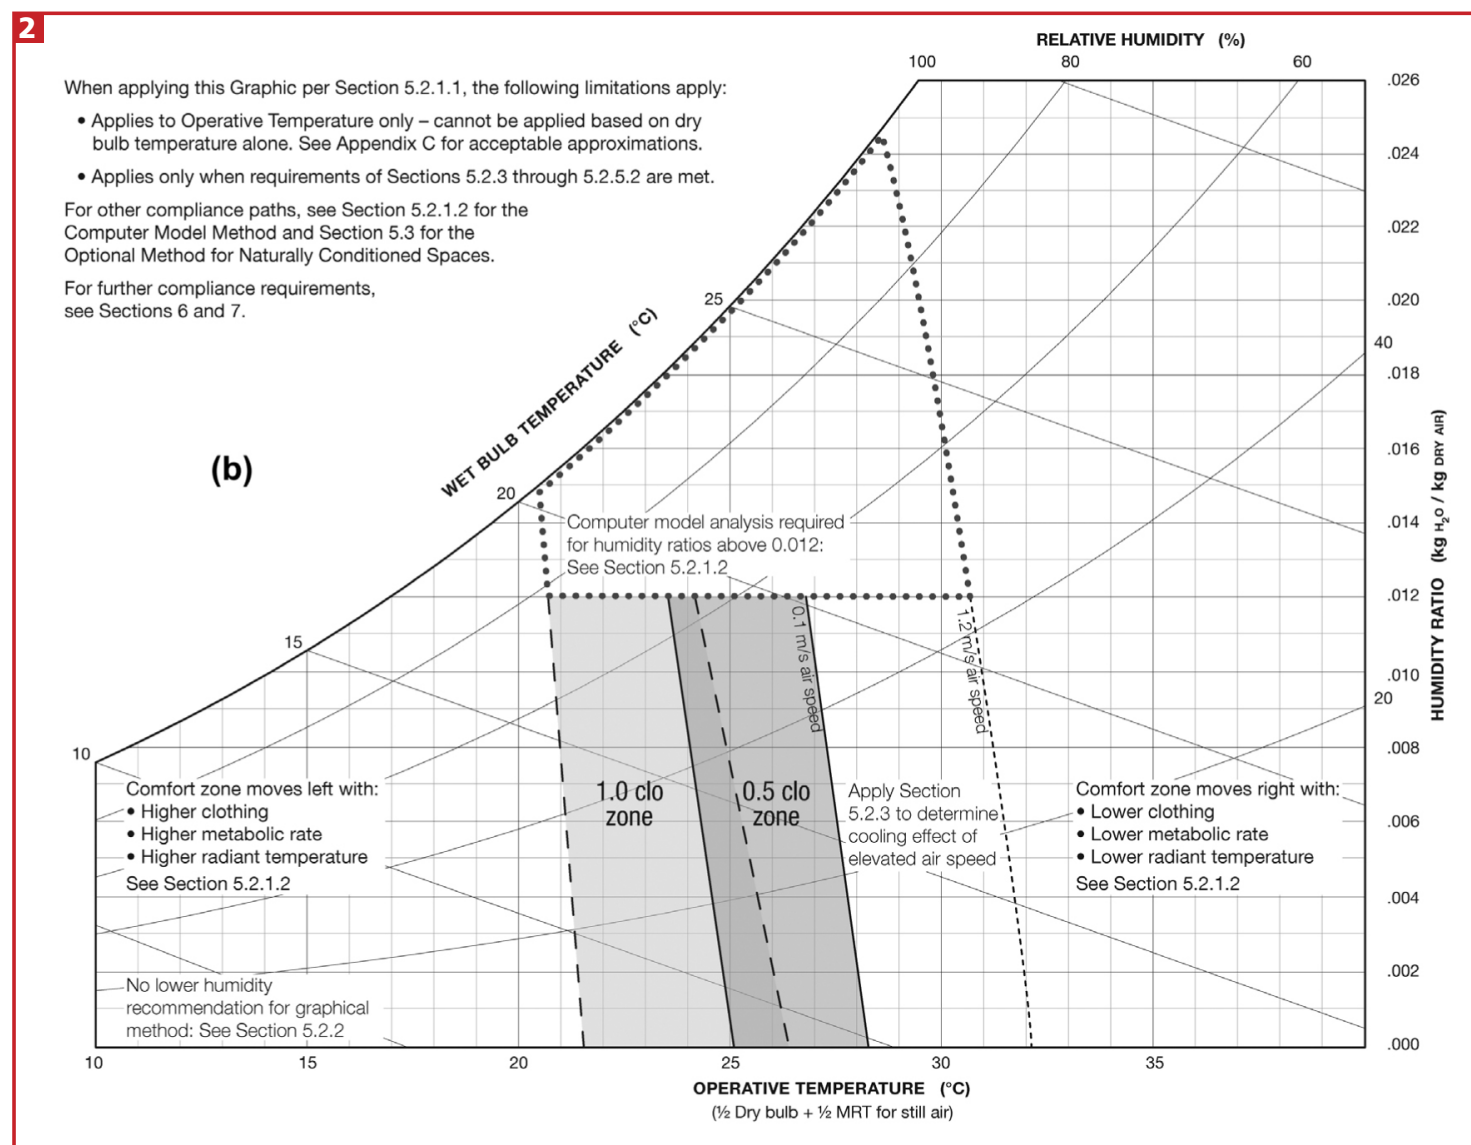 2
When applying this Graphic per Section 5.2.1.1, the following limitations apply:
• Applies to Operative Temperature only – cannot be applied based on dry
bulb temperature alone. See Appendix C for acceptable approximations.
• Applies only when requirements of Sections 5.2.3 through 5.2.5.2 are met.
For other compliance paths, see Section 5.2.1.2 for the
Computer Model Method and Section 5.3 for the
Optional Method for Naturally Conditioned Spaces.
For further compliance requirements,
see Sections 6 and 7.
RELATIVE HUMIDITY (%)
100
80
60
40
20
.026
.024
.022
.020
.018
.016
.014
.012
.010
.008
.006
.004
.002
.000
HUMIDITY RATIO (kg H₂O / kg DRY AIR)
WET BULB TEMPERATURE (°C)
25
20
15
10
(b)
Computer model analysis required
for humidity ratios above 0.012:
See Section 5.2.1.2
0.1 m/s air speed
1.2 m/s air speed
1.0 clo
zone
0.5 clo
zone
Comfort zone moves left with:
• Higher clothing
• Higher metabolic rate
• Higher radiant temperature
See Section 5.2.1.2
Apply Section
5.2.3 to determine
cooling effect of
elevated air speed
Comfort zone moves right with:
• Lower clothing
• Lower metabolic rate
• Lower radiant temperature
See Section 5.2.1.2
No lower humidity
recommendation for graphical
method: See Section 5.2.2
10
15
20
25
30
35
OPERATIVE TEMPERATURE (°C)
(½ Dry bulb + ½ MRT for still air)